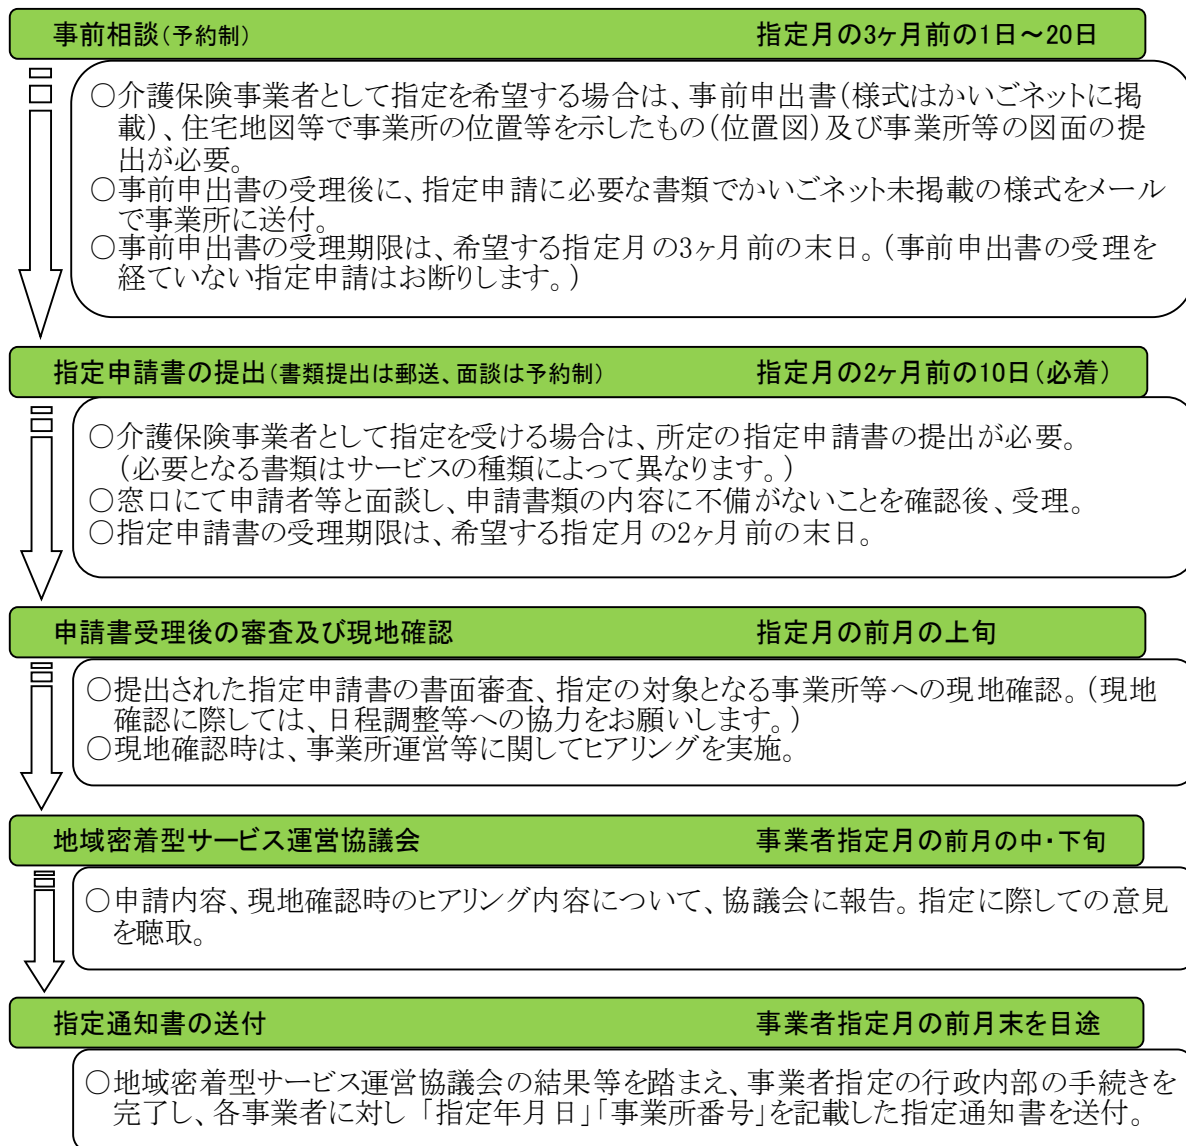 事前相談(予約制) 指定月の3ヶ月前の1日～20日
○介護保険事業者として指定を希望する場合は、事前申出書(様式はかいごネットに掲
載)、住宅地図等で事業所の位置等を示したもの(位置図)及び事業所等の図面の提
出が必要。
○事前申出書の受理後に、指定申請に必要な書類でかいごネット未掲載の様式をメール
で事業所に送付。
○事前申出書の受理期限は、希望する指定月の3ヶ月前の末日。(事前申出書の受理を
経ていない指定申請はお断りします。)
指定申請書の提出(書類提出は郵送、面談は予約制) 指定月の2ヶ月前の10日(必着)
○介護保険事業者として指定を受ける場合は、所定の指定申請書の提出が必要。
(必要となる書類はサービスの種類によって異なります。)
○窓口にて申請者等と面談し、申請書類の内容に不備がないことを確認後、受理。
○指定申請書の受理期限は、希望する指定月の2ヶ月前の末日。
申請書受理後の審査及び現地確認 指定月の前月の上旬
○提出された指定申請書の書面審査、指定の対象となる事業所等への現地確認。(現地
確認に際しては、日程調整等への協力をお願いします。)
○現地確認時は、事業所運営等に関してヒアリングを実施。
地域密着型サービス運営協議会 事業者指定月の前月の中・下旬
○申請内容、現地確認時のヒアリング内容について、協議会に報告。指定に際しての意見
を聴取。
指定通知書の送付 事業者指定月の前月末を目途
○地域密着型サービス運営協議会の結果等を踏まえ、事業者指定の行政内部の手続きを
完了し、各事業者に対し「指定年月日」「事業所番号」を記載した指定通知書を送付。